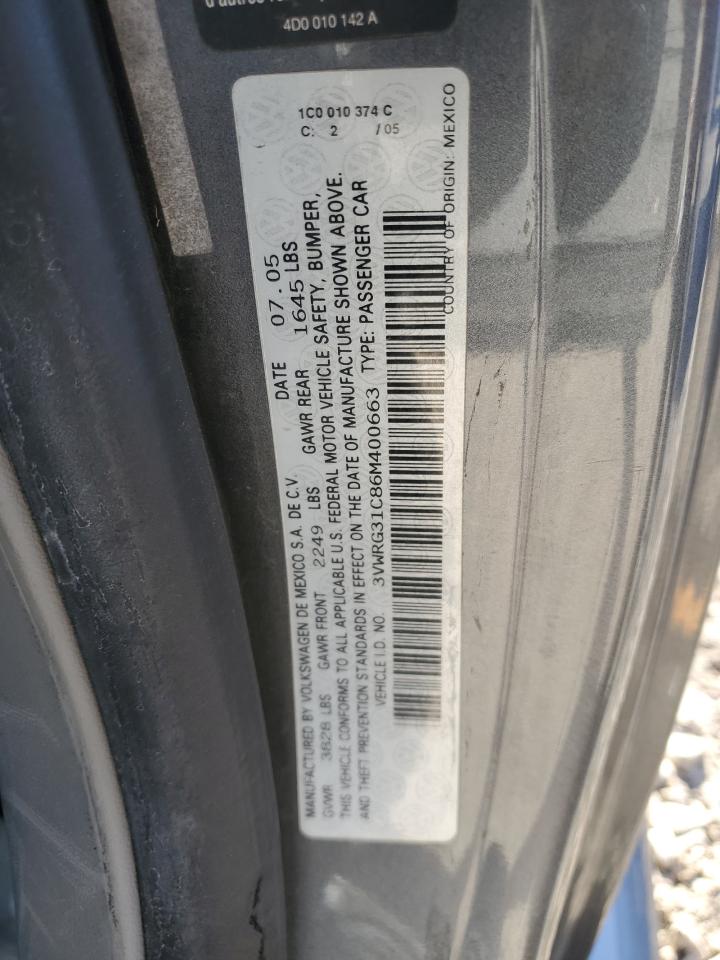 4D0 010 142 A
1C0 010 374 C
C: 2 / 05
MANUFACTURED BY VOLKSWAGEN DE MEXICO S.A. DE C.V. DATE 07.05
GVWR 3828 LBS GAWR FRONT 2249 LBS GAWR REAR 1645 LBS
THIS VEHICLE CONFORMS TO ALL APPLICABLE U.S. FEDERAL MOTOR VEHICLE SAFETY, BUMPER,
AND THEFT PREVENTION STANDARDS IN EFFECT ON THE DATE OF MANUFACTURE SHOWN ABOVE.
VEHICLE I.D. NO. 3VWRG31C86M400663 TYPE: PASSENGER CAR
COUNTRY OF ORIGIN: MEXICO